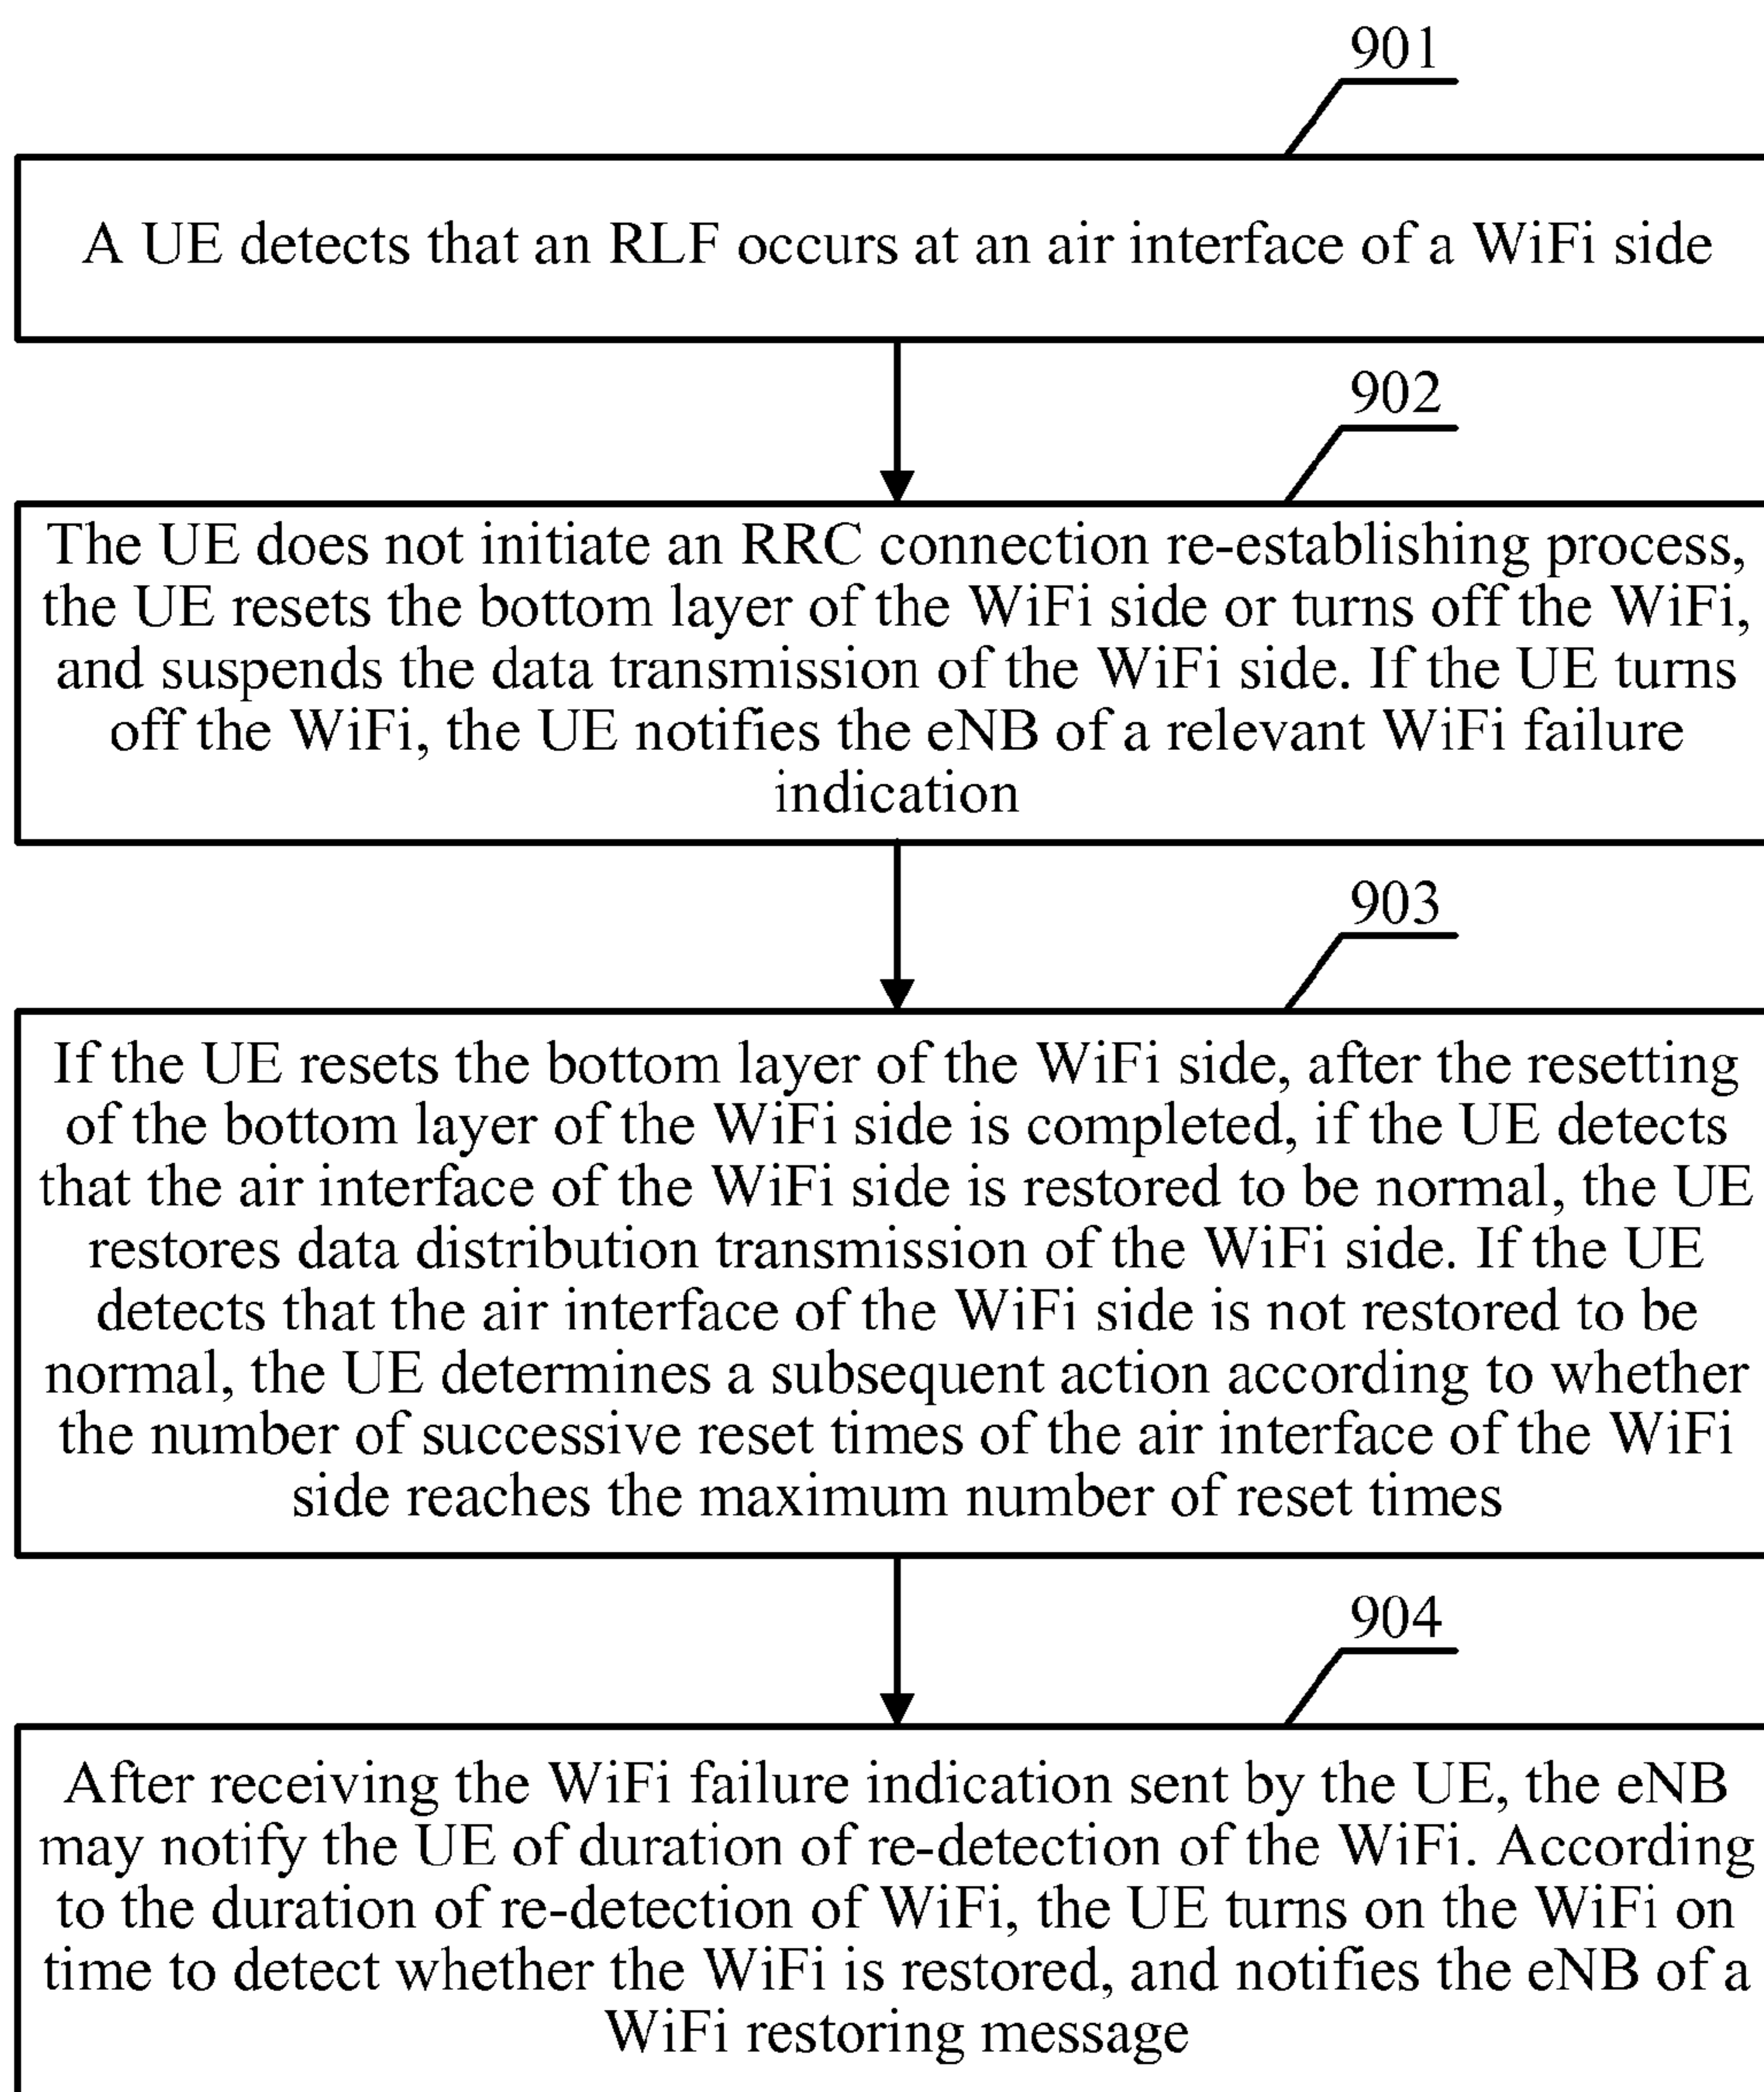 901
A UE detects that an RLF occurs at an air interface of a WiFi side
902
The UE does not initiate an RRC connection re-establishing process,
the UE resets the bottom layer of the WiFi side or turns off the WiFi,
and suspends the data transmission of the WiFi side. If the UE turns
off the WiFi, the UE notifies the eNB of a relevant WiFi failure
indication
903
If the UE resets the bottom layer of the WiFi side, after the resetting
of the bottom layer of the WiFi side is completed, if the UE detects
that the air interface of the WiFi side is restored to be normal, the UE
restores data distribution transmission of the WiFi side. If the UE
detects that the air interface of the WiFi side is not restored to be
normal, the UE determines a subsequent action according to whether
the number of successive reset times of the air interface of the WiFi
side reaches the maximum number of reset times
904
After receiving the WiFi failure indication sent by the UE, the eNB
may notify the UE of duration of re-detection of the WiFi. According
to the duration of re-detection of WiFi, the UE turns on the WiFi on
time to detect whether the WiFi is restored, and notifies the eNB of a
WiFi restoring message